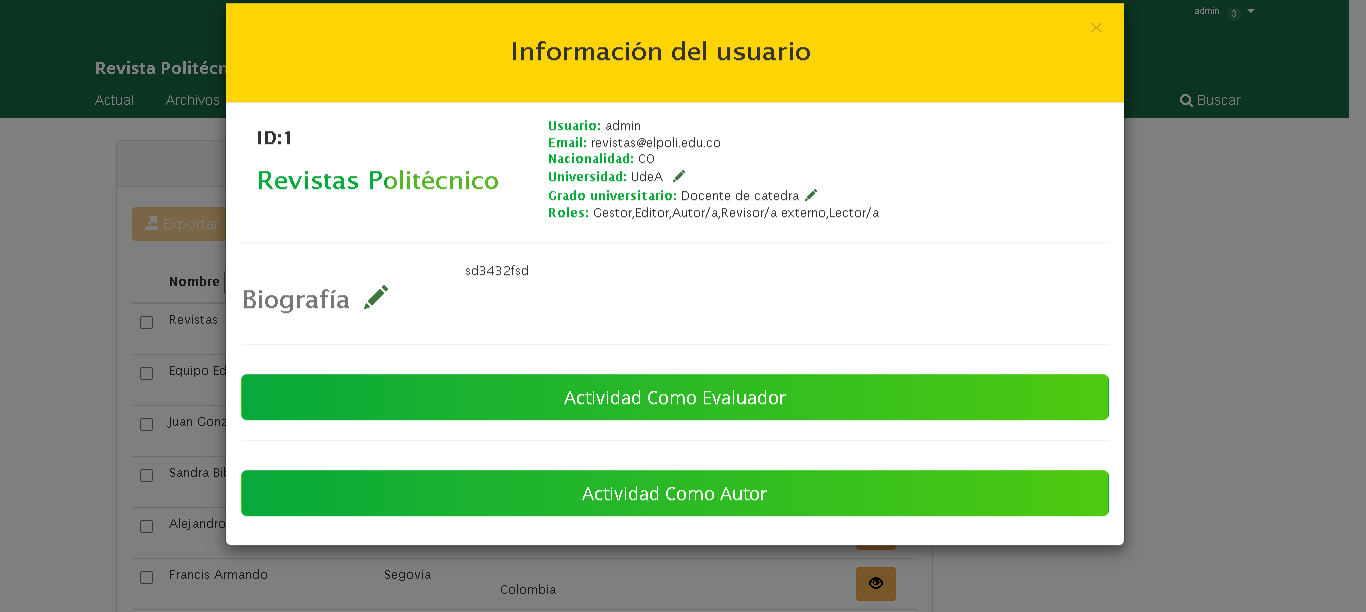 admin 3
Información del usuario
×
Revista Politécn
Actual Archivos
Buscar
ID:1
Revistas Politécnico
Usuario: admin
Email: revistas@elpoli.edu.co
Nacionalidad: CO
Universidad: UdeA
Grado universitario: Docente de catedra
Roles: Gestor,Editor,Autor/a,Revisor/a externo,Lector/a
Exportar
sd3432fsd
Biografía
Nombre
Revistas
Equipo Ed
Actividad Como Evaluador
Juan Gonz
Sandra Bib
Actividad Como Autor
Alejandro
Francis Armando Segovia
Colombia